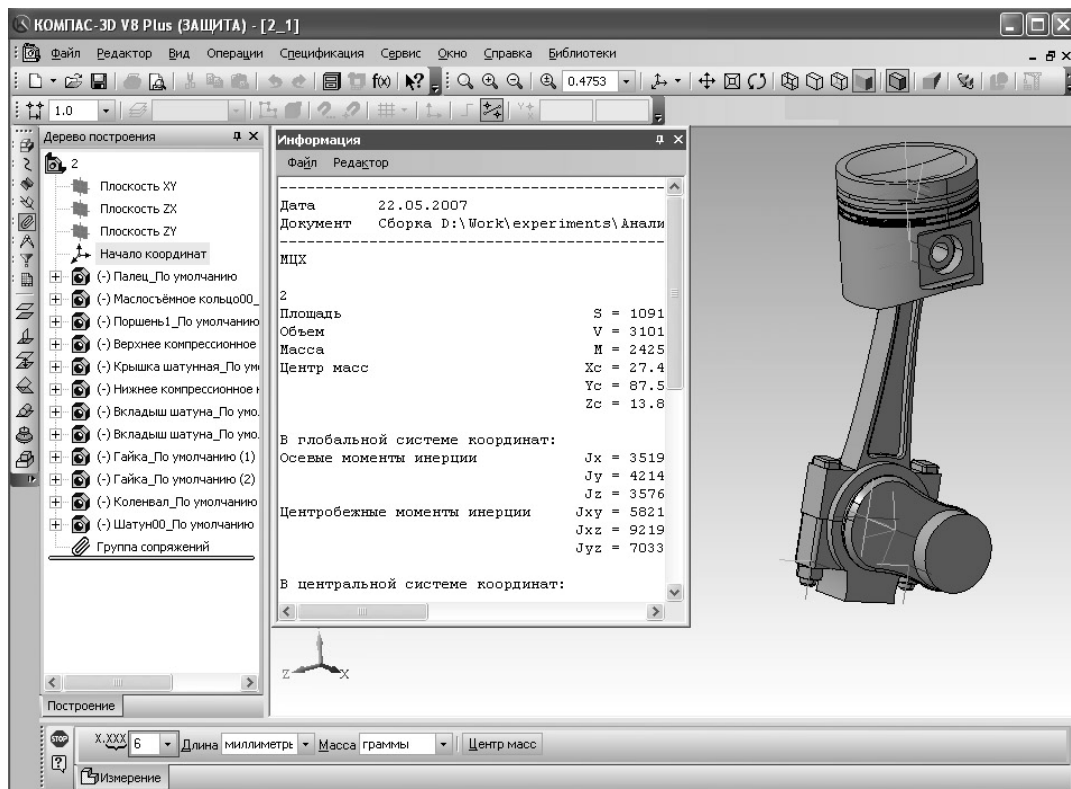 КОМПАС-3D V8 Plus (ЗАЩИТА) - [2_1]
Файл Редактор Вид Операции Спецификация Сервис Окно Справка Библиотеки
f(x) 0.4753
1.0
Дерево построения
2
Плоскость XY
Плоскость ZX
Плоскость ZY
Начало координат
(-) Палец_По умолчанию
(-) Маслосъёмное кольцо00_
(-) Поршень1_По умолчанию
(-) Верхнее компрессионное
(-) Крышка шатунная_По ум
(-) Нижнее компрессионное
(-) Вкладыш шатуна_По умо.
(-) Вкладыш шатуна_По умо.
(-) Гайка_По умолчанию (1)
(-) Гайка_По умолчанию (2)
(-) Коленвал_По умолчанию
(-) Шатун00_По умолчанию
Группа сопряжений
Построение
Информация
Файл Редактор
Дата 22.05.2007
Документ Сборка D:\Work\experiments\Анали
МЦХ
2
Площадь S = 1091
Объем V = 3101
Масса M = 2425
Центр масс Xc = 27.4
Yc = 87.5
Zc = 13.8
В глобальной системе координат:
Осевые моменты инерции Jx = 3519
Jy = 4214
Jz = 3576
Центробежные моменты инерции Jxy = 5821
Jxz = 9219
Jyz = 7033
В центральной системе координат:
Z X
STOP X.XXX 6 Длина миллиметрь Масса граммы Центр масс
Измерение